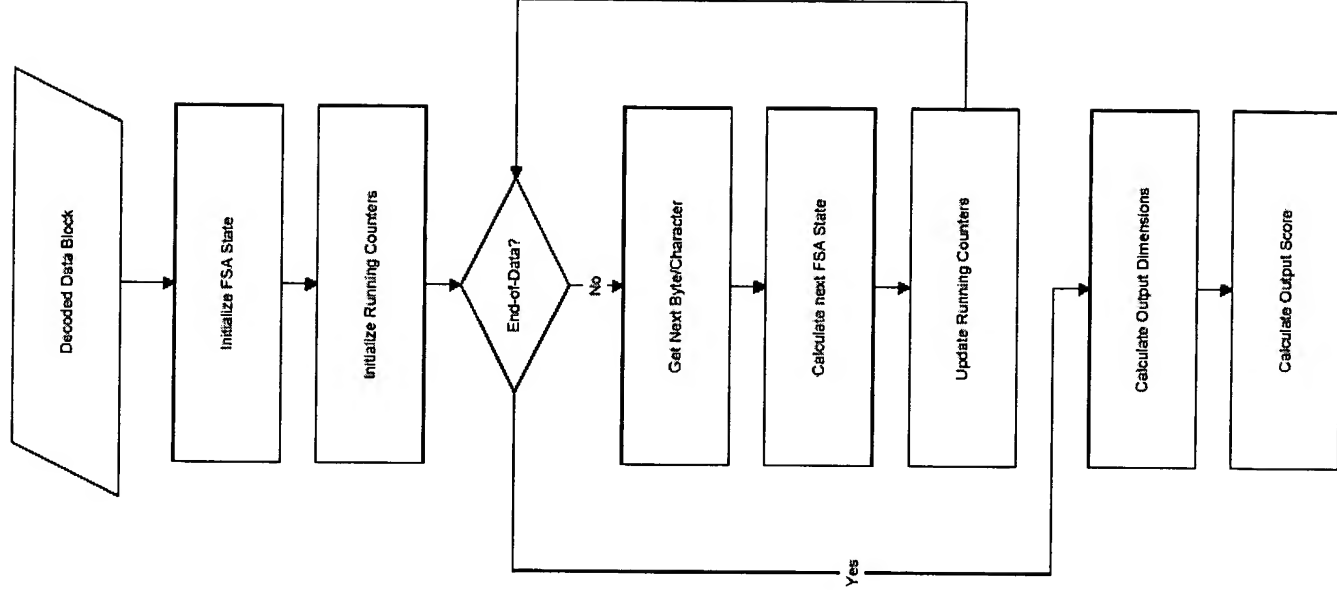 Decoded Data Block
Initialize FSA State
Initialize Running Counters
End-of-Data?
No
Get Next Byte/Character
Calculate next FSA State
Update Running Counters
Yes
Calculate Output Dimensions
Calculate Output Score